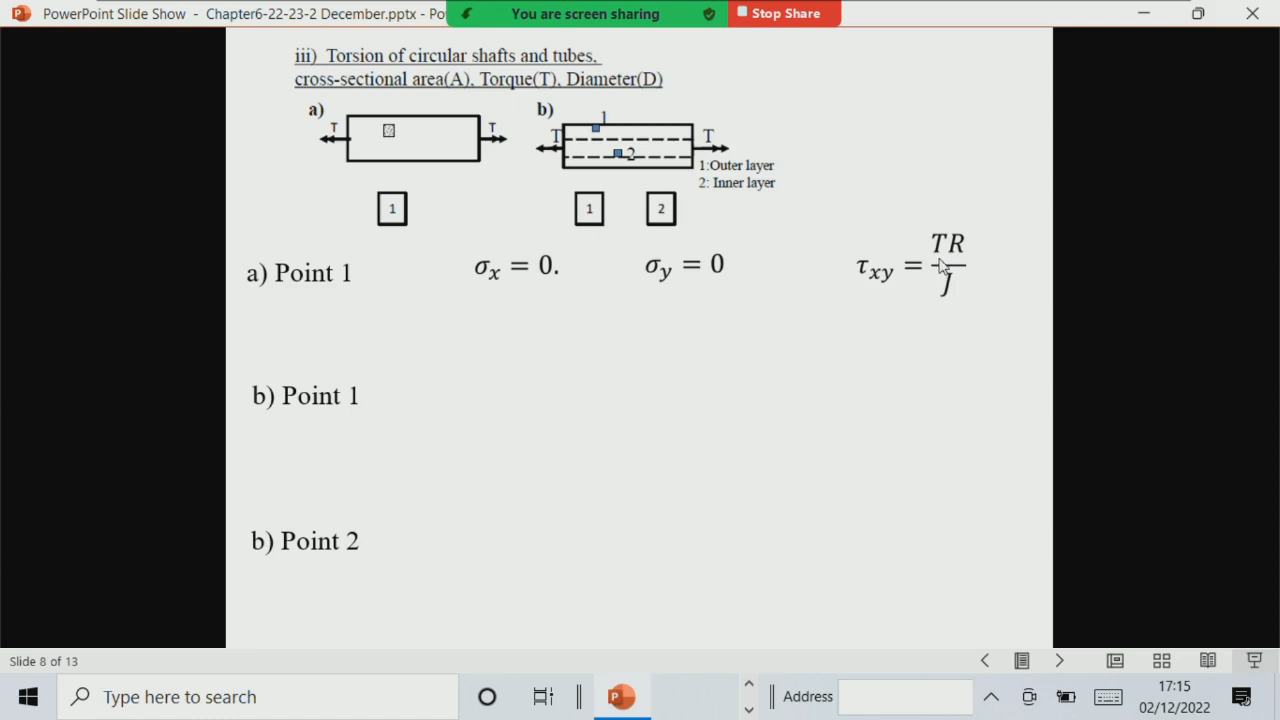 PowerPoint Slide Show - Chapter6-22-23-2 December.pptx - Po
You are screen sharing
Stop Share
iii) Torsion of circular shafts and tubes.
cross-sectional area(A), Torque(T), Diameter(D)
a)
T
T
1
b)
1
T
T
2
1:Outer layer
2: Inner layer
1
2
a) Point 1
σx = 0.
σy = 0
τxy = TR/J
b) Point 1
b) Point 2
Slide 8 of 13
Type here to search
Address
17:15
02/12/2022